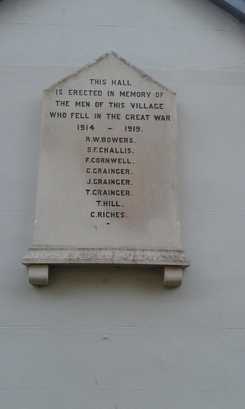 THIS HALL
IS ERECTED IN MEMORY OF
THE MEN OF THIS VILLAGE
WHO FELL IN THE GREAT WAR
1914 – 1919.
R.W.BOWERS.
S.F.CHALLIS.
F.CORNWELL.
C.GRAINGER.
J.GRAINGER.
T.GRAINGER.
T.HILL.
C.RICHES.